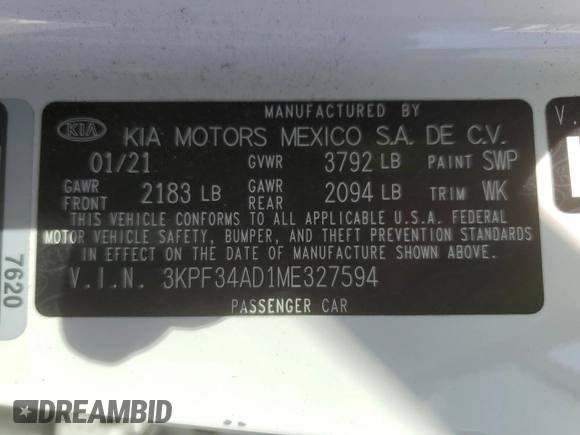 MANUFACTURED BY
KIA KIA MOTORS MEXICO S.A. DE C.V.
01/21 GVWR 3792 LB PAINT SWP
GAWR FRONT 2183 LB GAWR REAR 2094 LB TRIM WK
THIS VEHICLE CONFORMS TO ALL APPLICABLE U.S.A. FEDERAL
MOTOR VEHICLE SAFETY, BUMPER, AND THEFT PREVENTION STANDARDS
IN EFFECT ON THE DATE OF MANUFACTURE SHOWN ABOVE.
V.I.N. 3KPF34AD1ME327594
PASSENGER CAR
7620
V.
DREAMBID